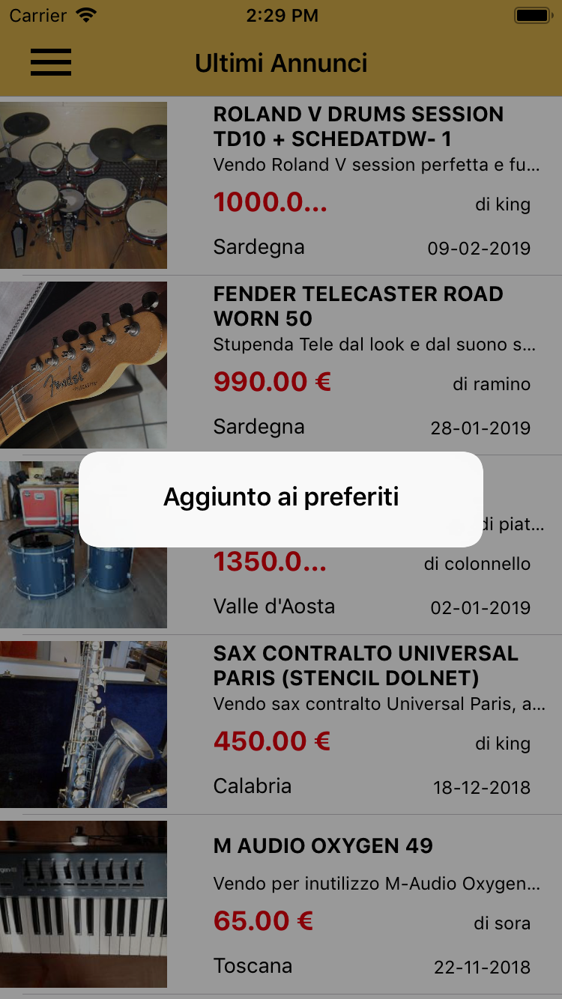 Carrier
2:29 PM
Ultimi Annunci
ROLAND V DRUMS SESSION
TD10 + SCHEDATDW- 1
Vendo Roland V session perfetta e fu...
1000.0...
di king
Sardegna
09-02-2019
FENDER TELECASTER ROAD
WORN 50
Stupenda Tele dal look e dal suono s...
990.00 €
di ramino
Sardegna
28-01-2019
Fender
TELECASTER
Aggiunto ai preferiti
di piat...
1350.0...
di colonnello
Valle d'Aosta
02-01-2019
SAX CONTRALTO UNIVERSAL
PARIS (STENCIL DOLNET)
Vendo sax contralto Universal Paris, a...
450.00 €
di king
Calabria
18-12-2018
M AUDIO OXYGEN 49
Vendo per inutilizzo M-Audio Oxygen...
65.00 €
di sora
Toscana
22-11-2018